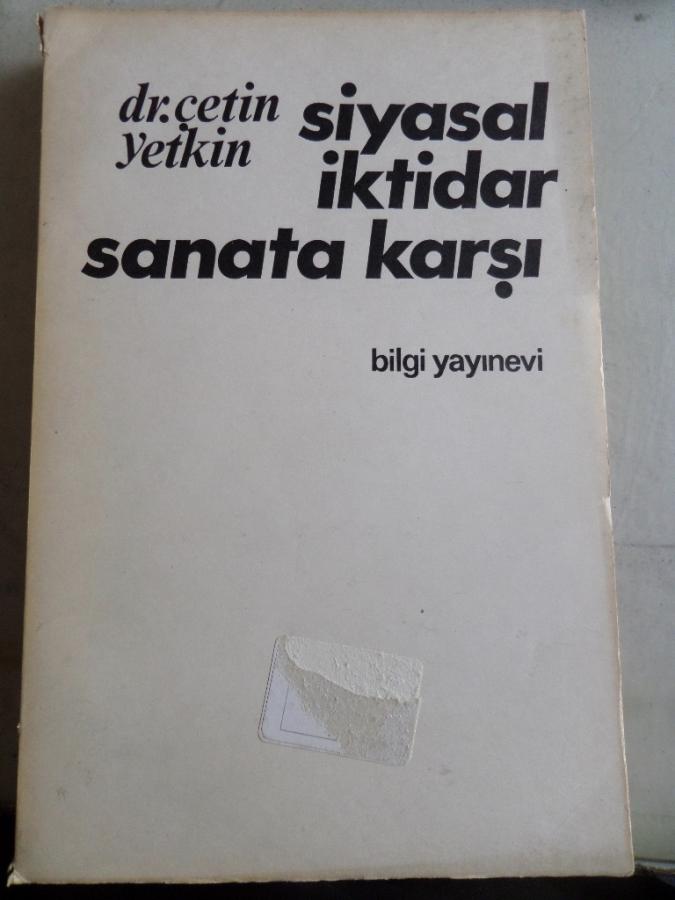 dr. çetin
yetkin
siyasal
iktidar
sanata karşı
bilgi yayınevi